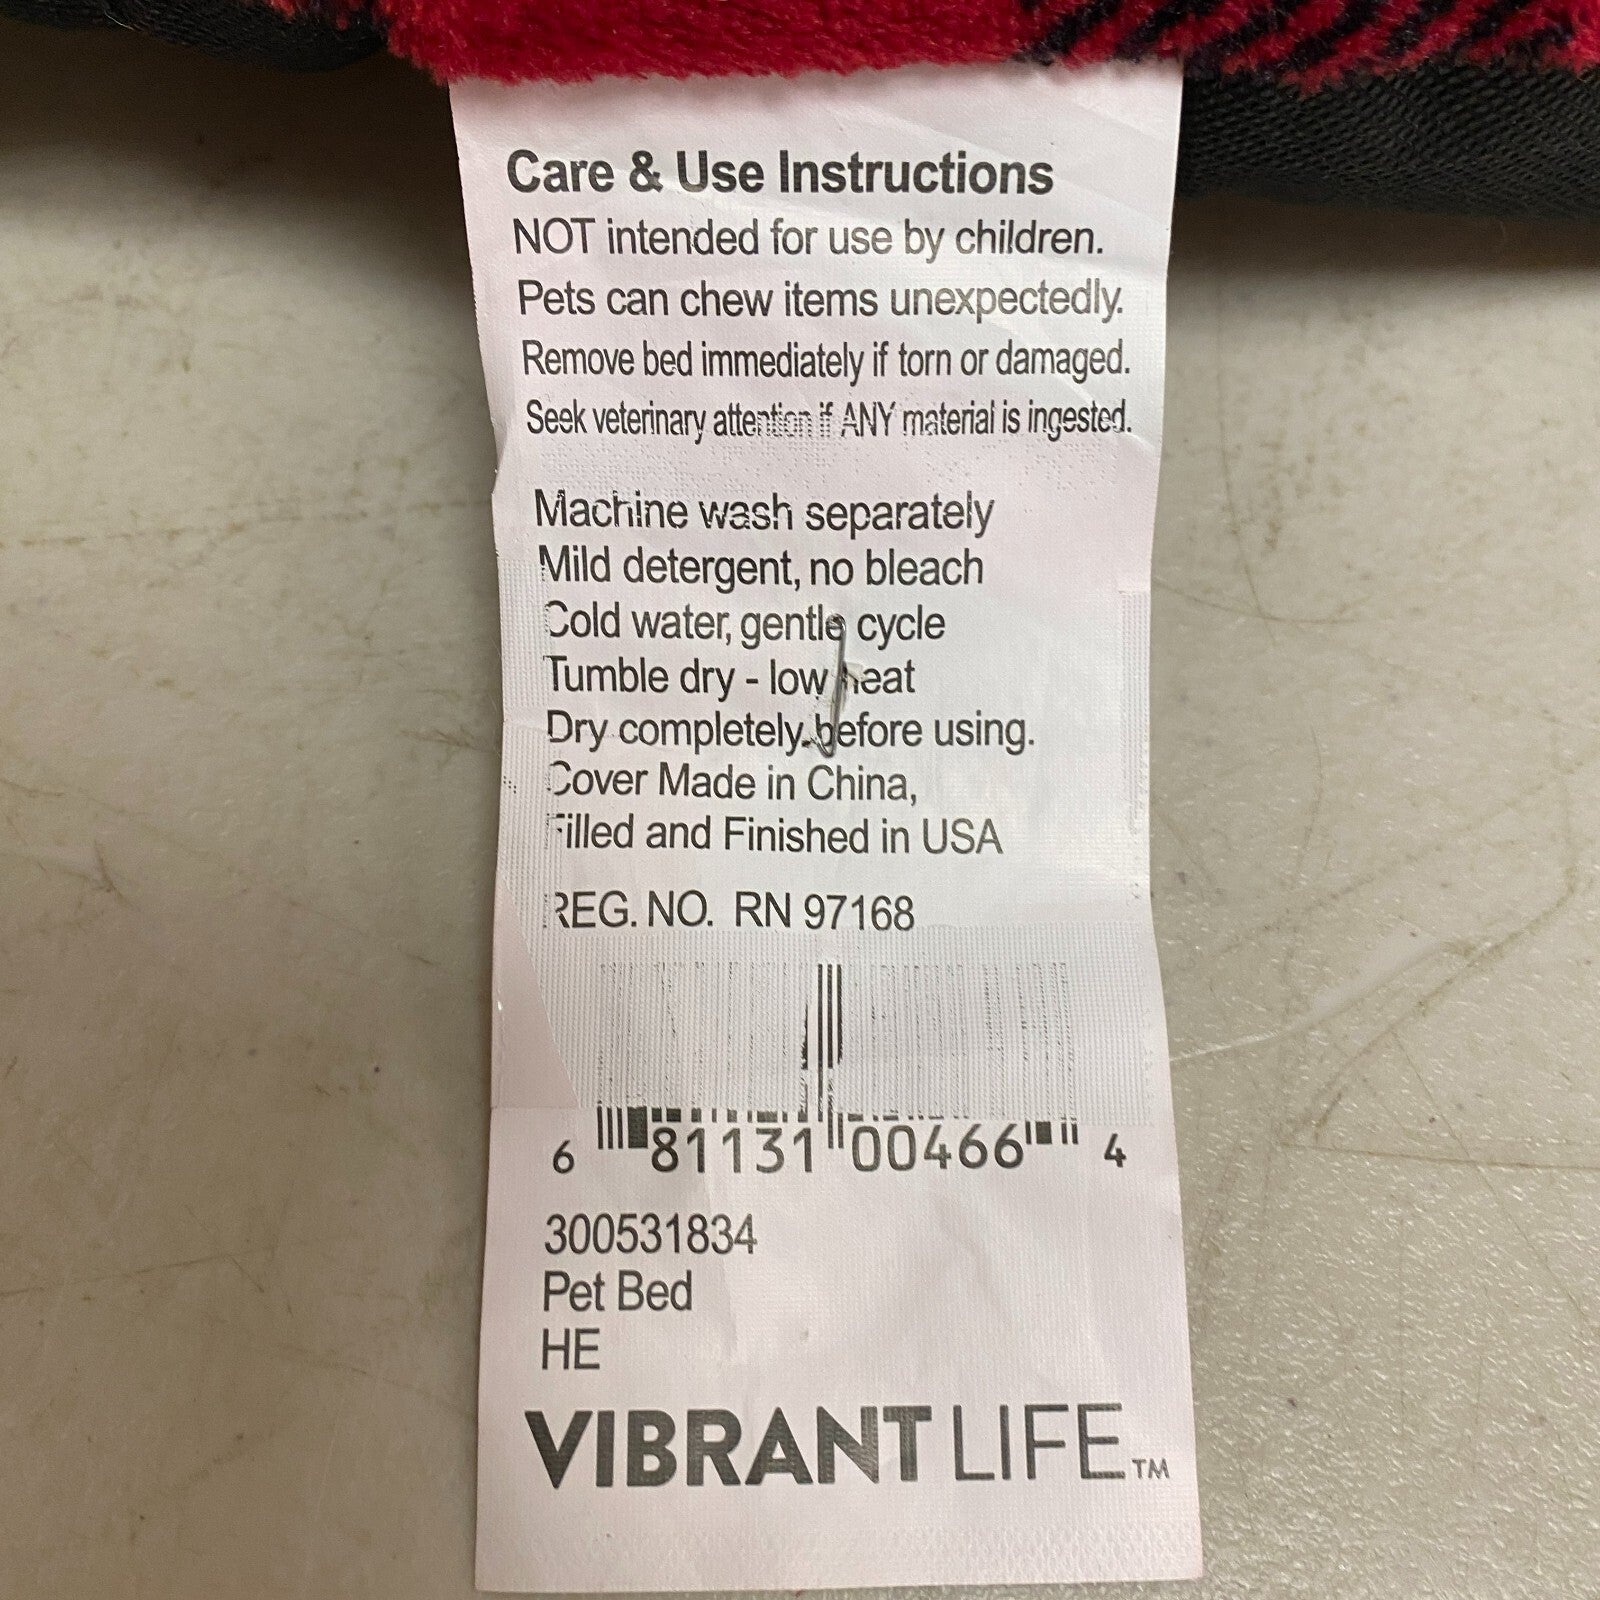 Care & Use Instructions
NOT intended for use by children.
Pets can chew items unexpectedly.
Remove bed immediately if torn or damaged.
Seek veterinary attention if ANY material is ingested.
Machine wash separately
Mild detergent, no bleach
Cold water, gentle cycle
Tumble dry - low heat
Dry completely before using.
Cover Made in China,
Filled and Finished in USA
REG. NO. RN 97168
6 81131 00466 4
300531834
Pet Bed
HE
VIBRANT LIFE™